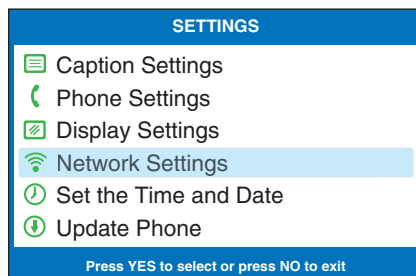 SETTINGS
Caption Settings
Phone Settings
Display Settings
Network Settings
Set the Time and Date
Update Phone
Press YES to select or press NO to exit